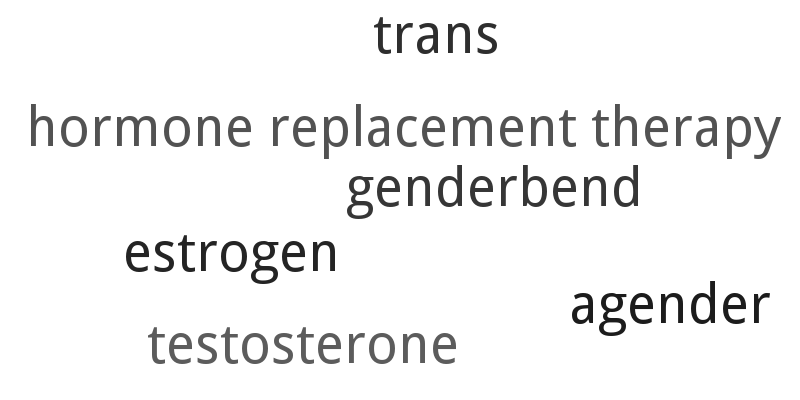 trans
hormone replacement therapy
genderbend
estrogen
agender
testosterone